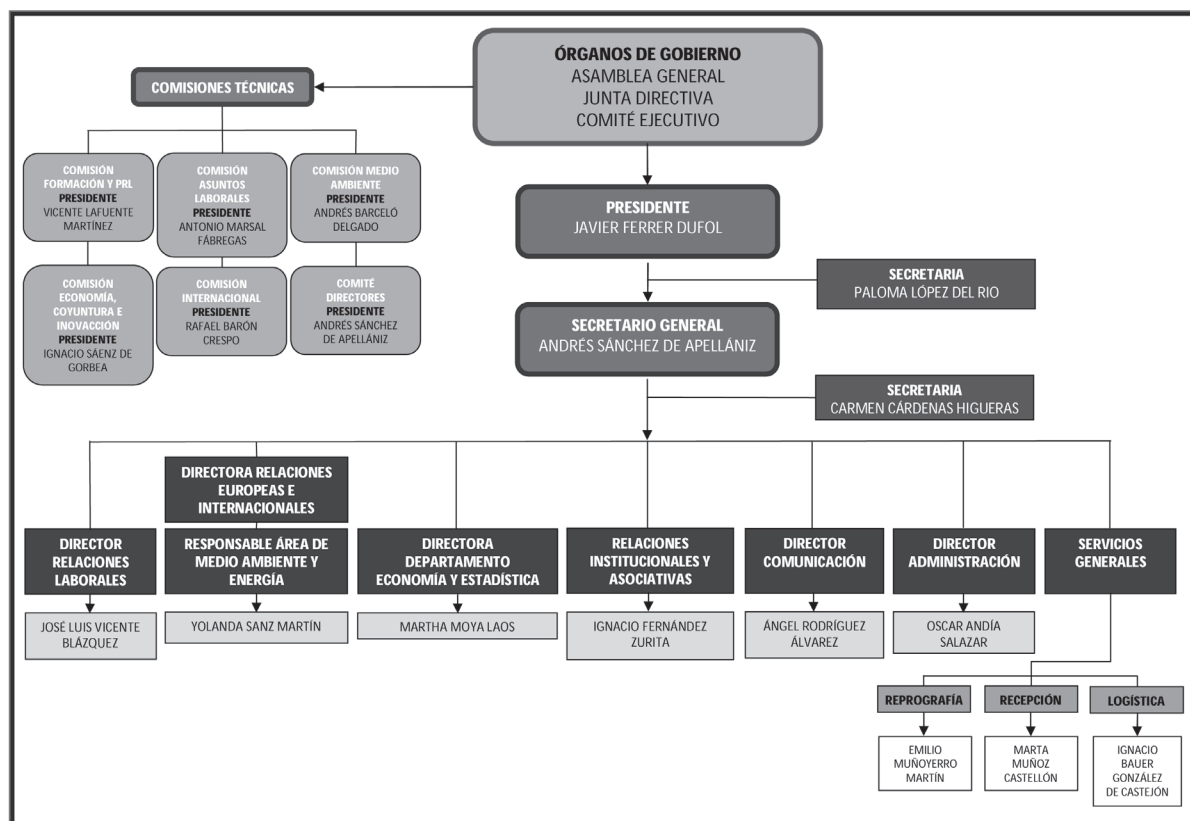 ÓRGANOS DE GOBIERNO
ASAMBLEA GENERAL
JUNTA DIRECTIVA
COMITÉ EJECUTIVO
COMISIONES TÉCNICAS
COMISIÓN
FORMACIÓN Y PRL
PRESIDENTE
VICENTE LAFUENTE
MARTÍNEZ
COMISIÓN
ASUNTOS
LABORALES
PRESIDENTE
ANTONIO MARSAL
FÁBREGAS
COMISIÓN MEDIO
AMBIENTE
PRESIDENTE
ANDRÉS BARCELÓ
DELGADO
COMISIÓN
ECONOMÍA,
COYUNTURA E
INOVACCIÓN
PRESIDENTE
IGNACIO SÁENZ DE
GORBEA
COMISIÓN
INTERNACIONAL
PRESIDENTE
RAFAEL BARÓN
CRESPO
COMITÉ
DIRECTORES
PRESIDENTE
ANDRÉS SÁNCHEZ
DE APELLÁNIZ
PRESIDENTE
JAVIER FERRER DUFOL
SECRETARIA
PALOMA LÓPEZ DEL RIO
SECRETARIO GENERAL
ANDRÉS SÁNCHEZ DE APELLÁNIZ
SECRETARIA
CARMEN CÁRDENAS HIGUERAS
DIRECTOR
RELACIONES
LABORALES
JOSÉ LUIS VICENTE
BLÁZQUEZ
DIRECTORA RELACIONES
EUROPEAS E
INTERNACIONALES
RESPONSABLE ÁREA DE
MEDIO AMBIENTE Y
ENERGÍA
YOLANDA SANZ MARTÍN
DIRECTORA
DEPARTAMENTO
ECONOMÍA Y ESTADÍSTICA
MARTHA MOYA LAOS
RELACIONES
INSTITUCIONALES Y
ASOCIATIVAS
IGNACIO FERNÁNDEZ
ZURITA
DIRECTOR
COMUNICACIÓN
ÁNGEL RODRÍGUEZ
ÁLVAREZ
DIRECTOR
ADMINISTRACIÓN
OSCAR ANDÍA
SALAZAR
SERVICIOS
GENERALES
REPROGRAFÍA
EMILIO
MUÑOYERRO
MARTÍN
RECEPCIÓN
MARTA
MUÑOZ
CASTELLÓN
LOGÍSTICA
IGNACIO
BAUER
GONZÁLEZ
DE CASTEJÓN